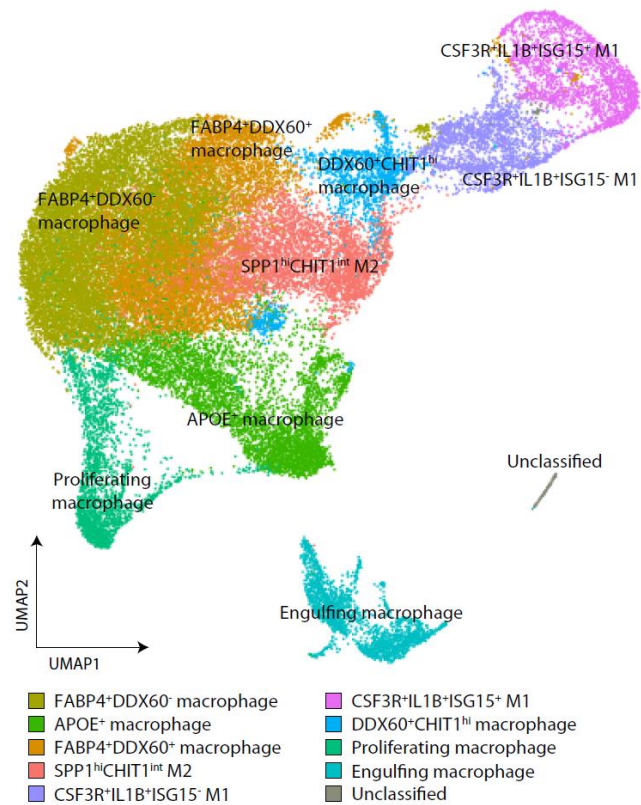 CSF3R⁺IL1B⁺ISG15⁺ M1
FABP4⁺DDX60⁺
macrophage
DDX60⁺CHIT1ʰⁱ
macrophage
CSF3R⁺IL1B⁺ISG15⁻ M1
FABP4⁺DDX60⁻
macrophage
SPP1ʰⁱCHIT1ⁱⁿᵗ M2
APOE⁺ macrophage
Unclassified
Proliferating
macrophage
Engulfing macrophage
UMAP2
UMAP1
FABP4⁺DDX60⁻ macrophage
APOE⁺ macrophage
FABP4⁺DDX60⁺ macrophage
SPP1ʰⁱCHIT1ⁱⁿᵗ M2
CSF3R⁺IL1B⁺ISG15⁻ M1
CSF3R⁺IL1B⁺ISG15⁺ M1
DDX60⁺CHIT1ʰⁱ macrophage
Proliferating macrophage
Engulfing macrophage
Unclassified